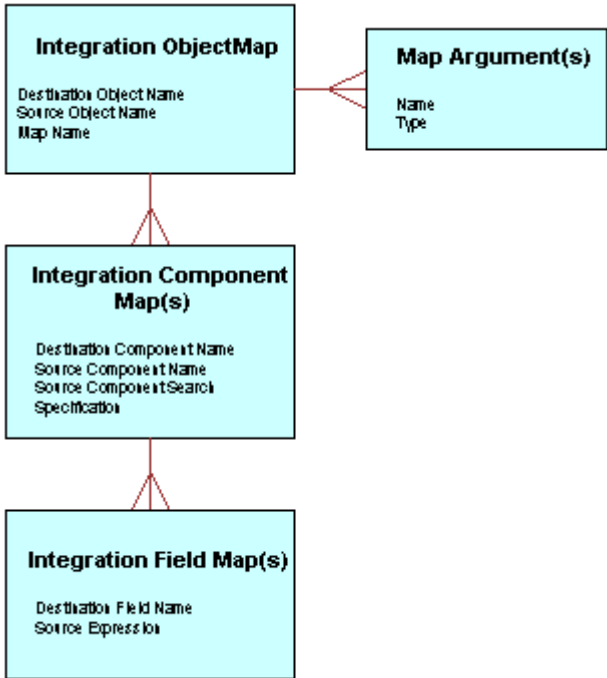 Integration ObjectMap
Destination Object Name
Source Object Name
Map Name
Map Argument(s)
Name
Type
Integration Component
Map(s)
Destination Component Name
Source Component Name
Source Component Search
Specification
Integration Field Map(s)
Destination Field Name
Source Expression